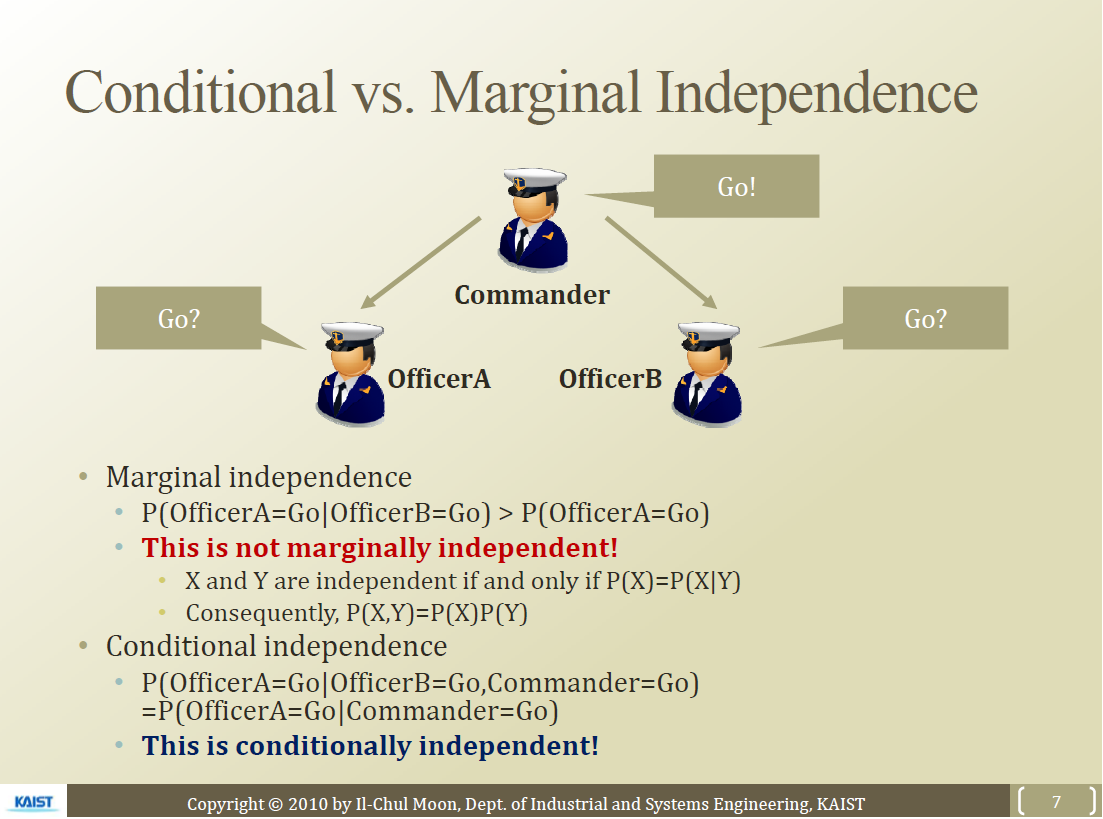 Conditional vs. Marginal Independence
Go!
Commander
Go?
Go?
OfficerA
OfficerB
• Marginal independence
• P(OfficerA=Go|OfficerB=Go) > P(OfficerA=Go)
• This is not marginally independent!
• X and Y are independent if and only if P(X)=P(X|Y)
• Consequently, P(X,Y)=P(X)P(Y)
• Conditional independence
• P(OfficerA=Go|OfficerB=Go,Commander=Go)
=P(OfficerA=Go|Commander=Go)
• This is conditionally independent!
KAIST
Copyright © 2010 by Il-Chul Moon, Dept. of Industrial and Systems Engineering, KAIST
7